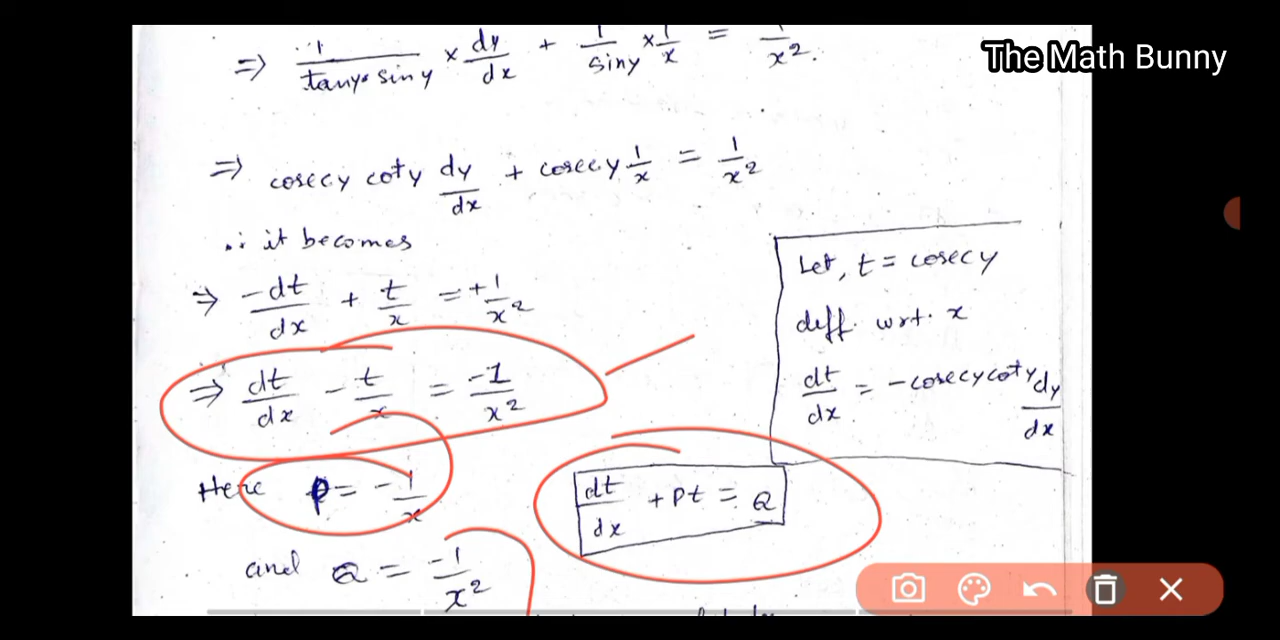 The Math Bunny
⇒ 1/(tany·siny) × dy/dx + 1/siny × 1/x = 1/x².
⇒ cosecy coty dy/dx + cosecy 1/x = 1/x²
∴ it becomes
⇒ -dt/dx + t/x = +1/x²
⇒ dt/dx - t/x = -1/x²
Here P = -1/x
and Q = -1/x²
Let, t = cosecy
diff. wrt. x
dt/dx = -cosecycoty dy/dx
dt/dx + Pt = Q